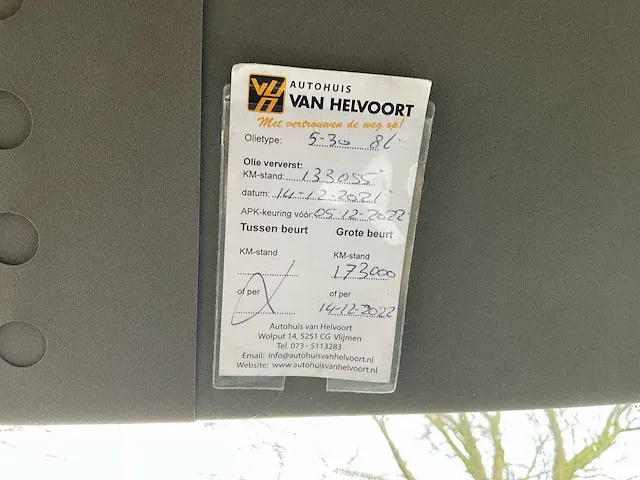 AUTOHUIS
VAN HELVOORT
Met vertrouwen de weg op!
Olietype: 5-30 8L
Olie ververst:
KM-stand: 133055
datum: 14-12-2021
APK-keuring vóór: 05-12-2022
Tussen beurt Grote beurt
KM-stand KM-stand
173.000
of per of per
14-12-2022
Autohuis van Helvoort
Wolput 14, 5251 CG Vlijmen
Tel. 073 - 5113283
Email: info@autohuisvanhelvoort.nl
Website: www.autohuisvanhelvoort.nl